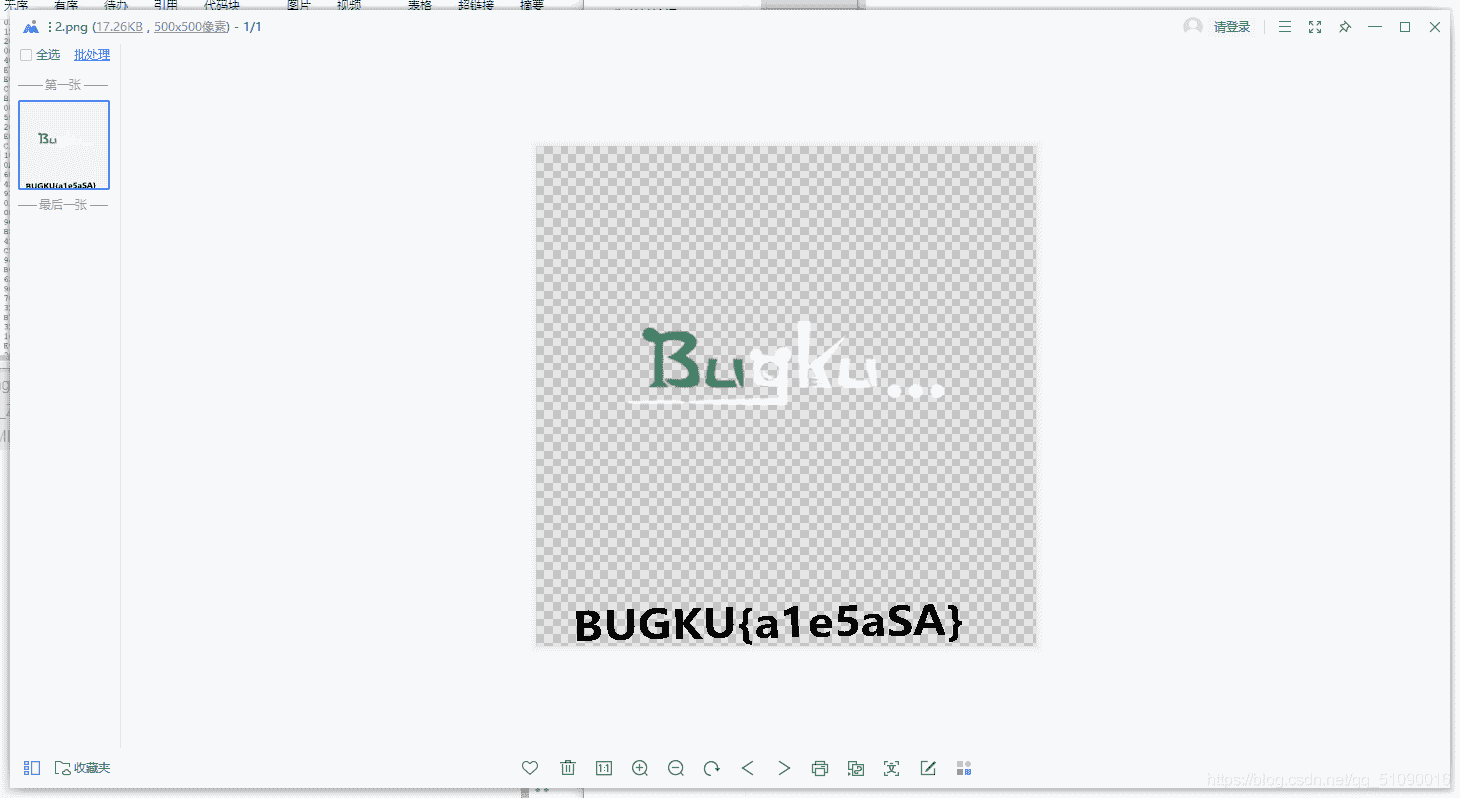 无序 有序 待办 引用 代码块 图片 视频 表格 超链接 摘要
2.png (17.26KB , 500x500像素) - 1/1
请登录
全选 批处理
第一张
Bu
BUGKU{a1e5aSA}
最后一张
Bugku...
BUGKU{a1e5aSA}
收藏夹
1:1
https://blog.csdn.net/qq_51090016